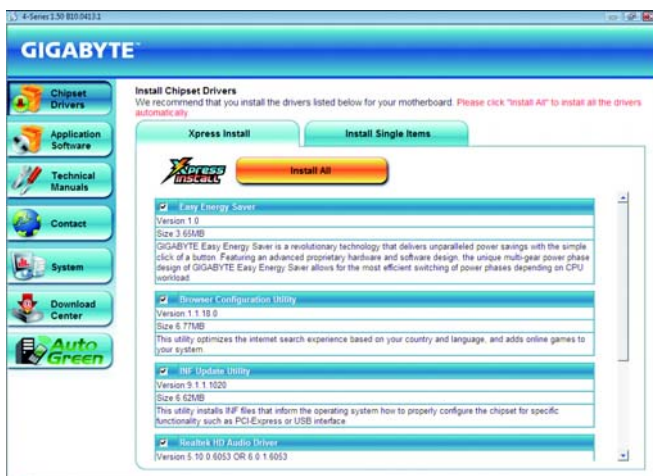 4-Series 1.50 B10.0413.1
GIGABYTE™
Chipset
Drivers
Application
Software
Technical
Manuals
Contact
System
Download
Center
Auto
Green
Install Chipset Drivers
We recommend that you install the drivers listed below for your motherboard. Please click "Install All" to install all the drivers
automatically.
Xpress Install
Install Single Items
Xpress
INSTALL
Install All
Easy Energy Saver
Version:1.0
Size:3.65MB
GIGABYTE Easy Energy Saver is a revolutionary technology that delivers unparalleled power savings with the simple
click of a button. Featuring an advanced proprietary hardware and software design, the unique multi-gear power phase
design of GIGABYTE Easy Energy Saver allows for the most efficient switching of power phases depending on CPU
workload.
Browser Configuration Utility
Version:1.1.18.0
Size:6.77MB
This utility optimizes the internet search experience based on your country and language, and adds online games to
your system.
INF Update Utility
Version:9.1.1.1020
Size:6.62MB
This utility installs INF files that inform the operating system how to properly configure the chipset for specific
functionality such as PCI-Express or USB interface.
Realtek HD Audio Driver
Version:5.10.0.6053 OR 6.0.1.6053